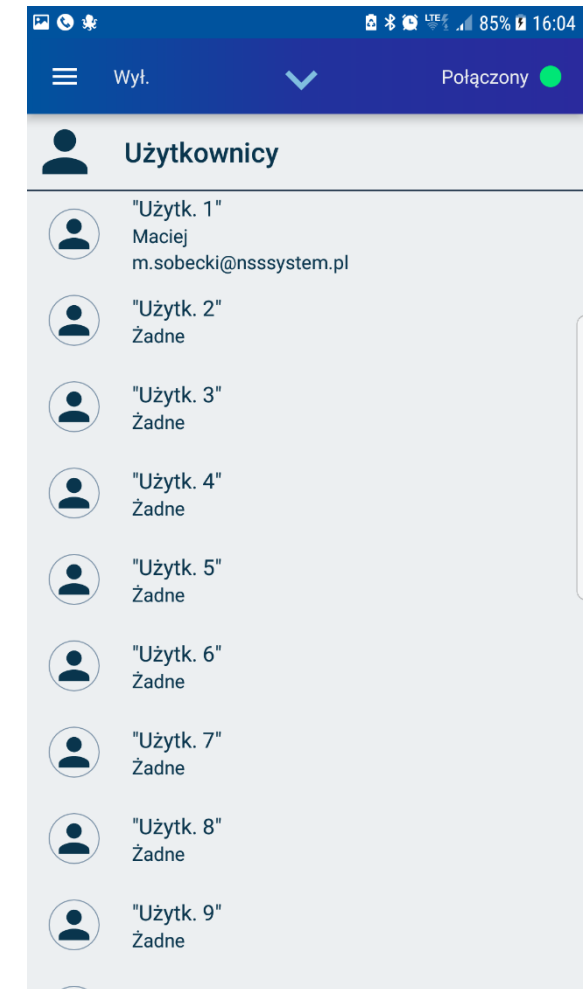 LTE 85% 16:04
Wył. Połączony
Użytkownicy
"Użytk. 1"
Maciej
m.sobecki@nsssystem.pl
"Użytk. 2"
Żadne
"Użytk. 3"
Żadne
"Użytk. 4"
Żadne
"Użytk. 5"
Żadne
"Użytk. 6"
Żadne
"Użytk. 7"
Żadne
"Użytk. 8"
Żadne
"Użytk. 9"
Żadne